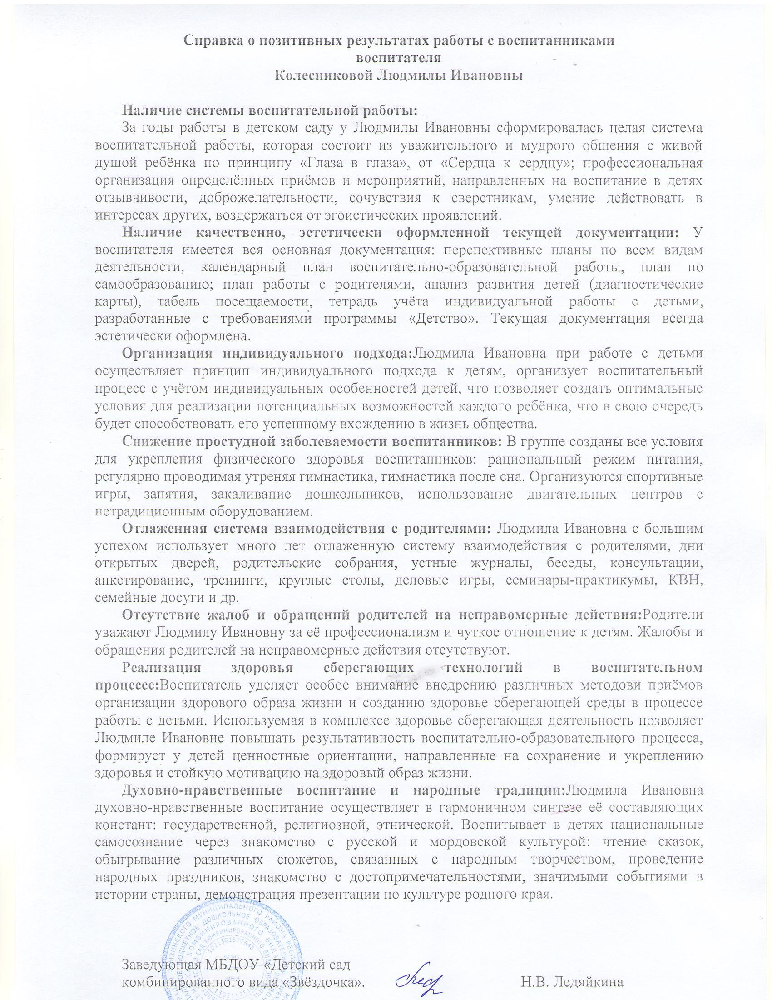 Справка о позитивных результатах работы с воспитанниками
воспитателя
Колесниковой Людмилы Ивановны
Наличие системы воспитательной работы:
За годы работы в детском саду у Людмилы Ивановны сформировалась целая система
воспитательной работы, которая состоит из уважительного и мудрого общения с живой
душой ребёнка по принципу «Глаза в глаза», от «Сердца к сердцу»; профессиональная
организация определённых приёмов и мероприятий, направленных на воспитание в детях
отзывчивости, доброжелательности, сочувствия к сверстникам, умение действовать в
интересах других, воздержаться от эгоистических проявлений.
Наличие качественно, эстетически оформленной текущей документации: У
воспитателя имеется вся основная документация: перспективные планы по всем видам
деятельности, календарный план воспитательно-образовательной работы, план по
самообразованию; план работы с родителями, анализ развития детей (диагностические
карты), табель посещаемости, тетрадь учёта индивидуальной работы с детьми,
разработанные с требованиями программы «Детство». Текущая документация всегда
эстетически оформлена.
Организация индивидуального подхода:Людмила Ивановна при работе с детьми
осуществляет принцип индивидуального подхода к детям, организует воспитательный
процесс с учётом индивидуальных особенностей детей, что позволяет создать оптимальные
условия для реализации потенциальных возможностей каждого ребёнка, что в свою очередь
будет способствовать его успешному вхождению в жизнь общества.
Снижение простудной заболеваемости воспитанников: В группе созданы все условия
для укрепления физического здоровья воспитанников: рациональный режим питания,
регулярно проводимая утреняя гимнастика, гимнастика после сна. Организуются спортивные
игры, занятия, закаливание дошкольников, использование двигательных центров с
нетрадиционным оборудованием.
Отлаженная система взаимодействия с родителями: Людмила Ивановна с большим
успехом использует много лет отлаженную систему взаимодействия с родителями, дни
открытых дверей, родительские собрания, устные журналы, беседы, консультации,
анкетирование, тренинги, круглые столы, деловые игры, семинары-практикумы, КВН,
семейные досуги и др.
Отсутствие жалоб и обращений родителей на неправомерные действия:Родители
уважают Людмилу Ивановну за её профессионализм и чуткое отношение к детям. Жалобы и
обращения родителей на неправомерные действия отсутствуют.
Реализация здоровья сберегающих технологий в воспитательном
процессе:Воспитатель уделяет особое внимание внедрению различных методови приёмов
организации здорового образа жизни и созданию здоровье сберегающей среды в процессе
работы с детьми. Используемая в комплексе здоровье сберегающая деятельность позволяет
Людмиле Ивановне повышать результативность воспитательно-образовательного процесса,
формирует у детей ценностные ориентации, направленные на сохранение и укреплению
здоровья и стойкую мотивацию на здоровый образ жизни.
Духовно-нравственные воспитание и народные традиции:Людмила Ивановна
духовно-нравственные воспитание осуществляет в гармоничном синтезе её составляющих
констант: государственной, религиозной, этнической. Воспитывает в детях национальные
самосознание через знакомство с русской и мордовской культурой: чтение сказок,
обыгрывание различных сюжетов, связанных с народным творчеством, проведение
народных праздников, знакомство с достопримечательностями, значимыми событиями в
истории страны, демонстрация презентации по культуре родного края.
Заведующая МБДОУ «Детский сад
комбинированного вида «Звёздочка».
Н.В. Ледяйкина